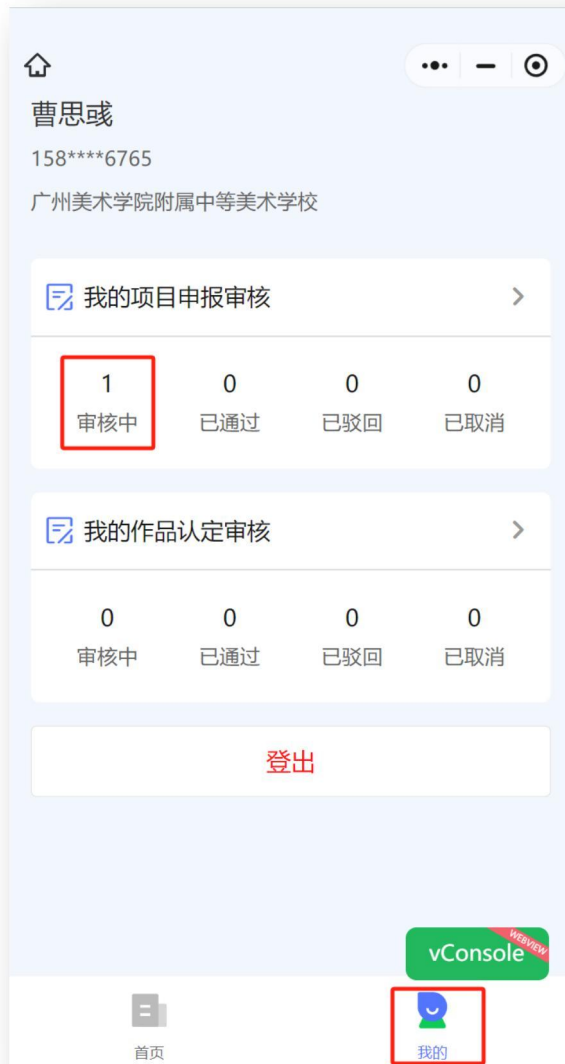 曹思彧
158****6765
广州美术学院附属中等美术学校
我的项目申报审核
1 0 0 0
审核中 已通过 已驳回 已取消
我的作品认定审核
0 0 0 0
审核中 已通过 已驳回 已取消
登出
WEBVIEW
vConsole
首页 我的